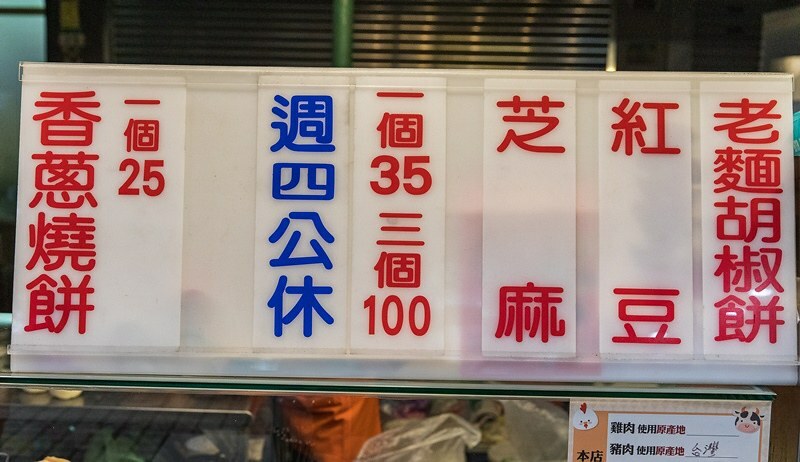 老麵胡椒餅
紅豆
芝麻
一個35三個100
週四公休
一個25
香蔥燒餅
本店
雞肉 使用原產地
豬肉 使用原產地 台灣